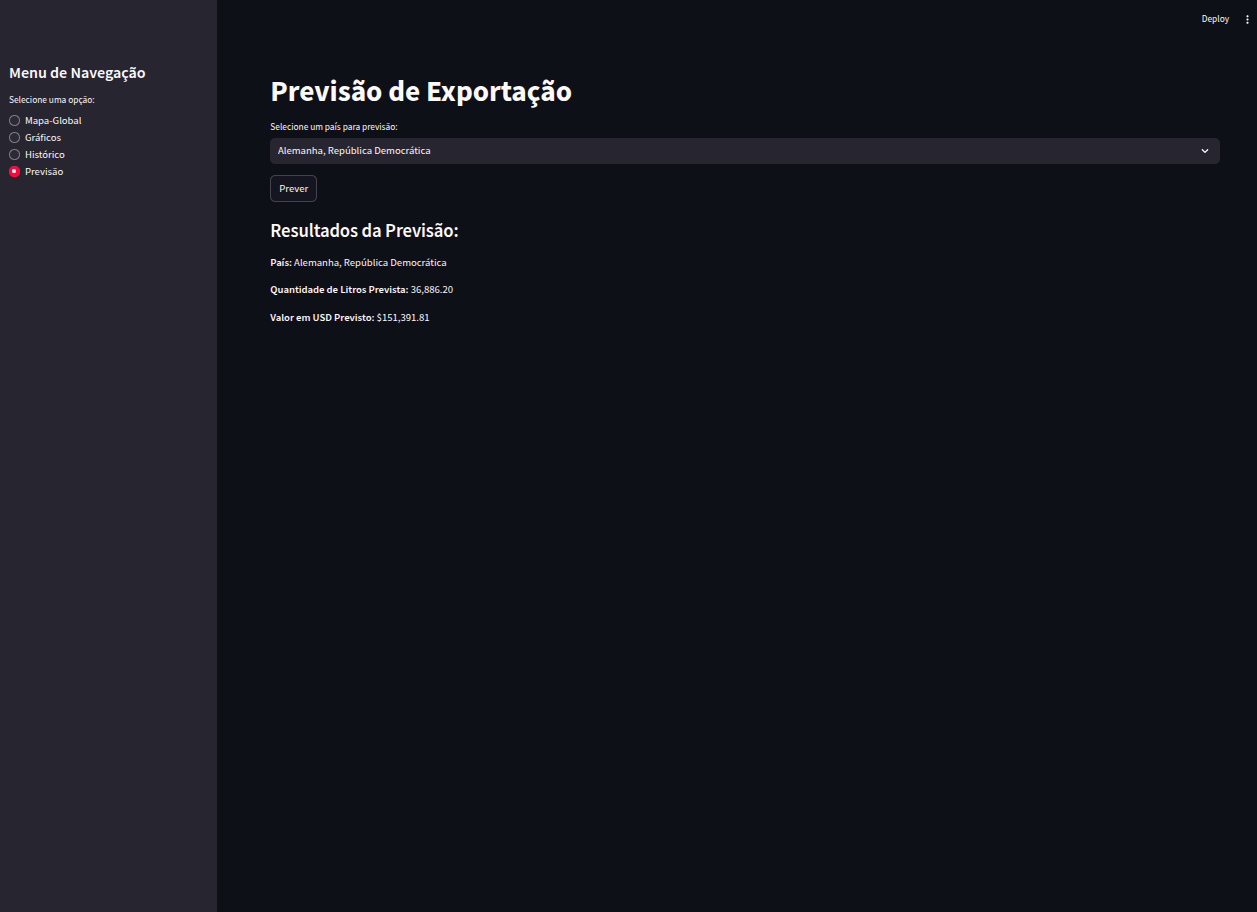 Deploy
Menu de Navegação
Selecione uma opção:
Mapa-Global
Gráficos
Histórico
Previsão
Previsão de Exportação
Selecione um país para previsão:
Alemanha, República Democrática
Prever
Resultados da Previsão:
País: Alemanha, República Democrática
Quantidade de Litros Prevista: 36,886.20
Valor em USD Previsto: $151,391.81